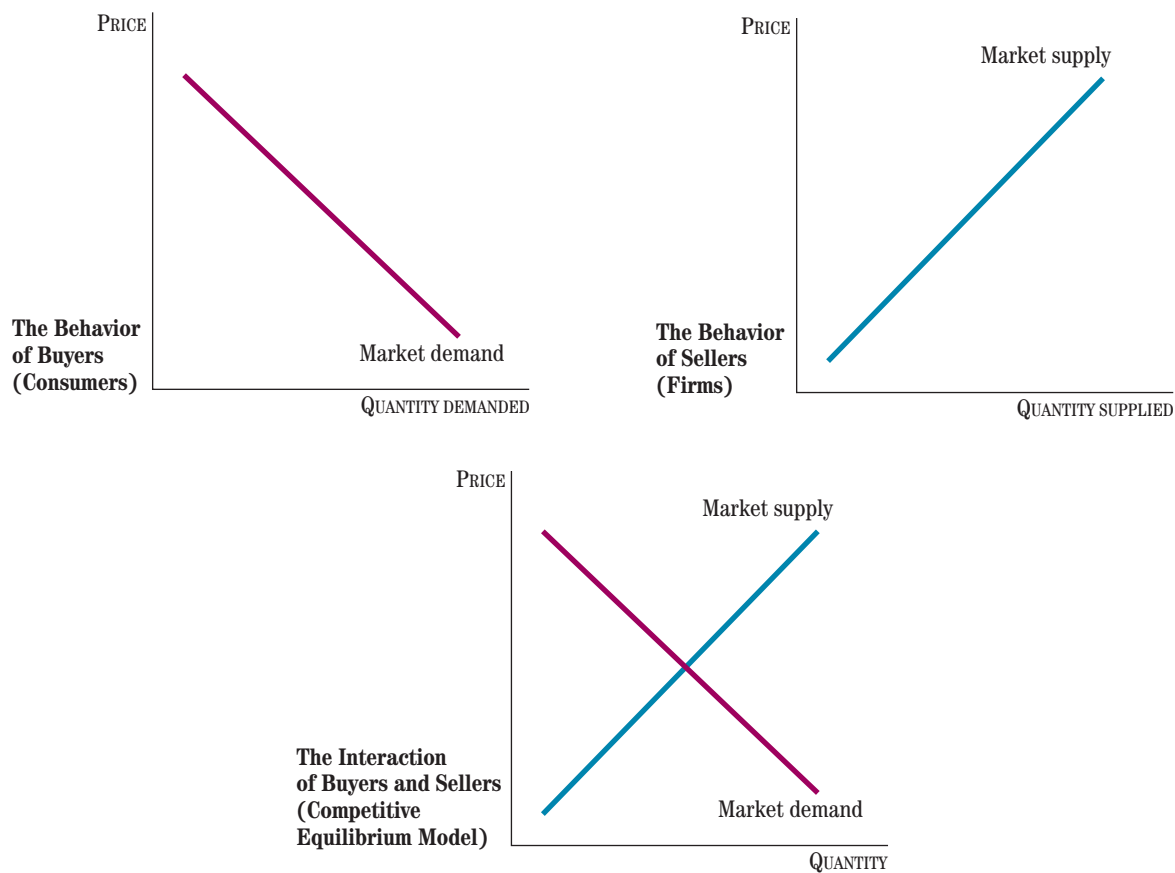 PRICE
Market demand
The Behavior
of Buyers
(Consumers)
QUANTITY DEMANDED
PRICE
Market supply
The Behavior
of Sellers
(Firms)
QUANTITY SUPPLIED
PRICE
Market supply
The Interaction
of Buyers and Sellers
(Competitive
Equilibrium Model)
Market demand
QUANTITY